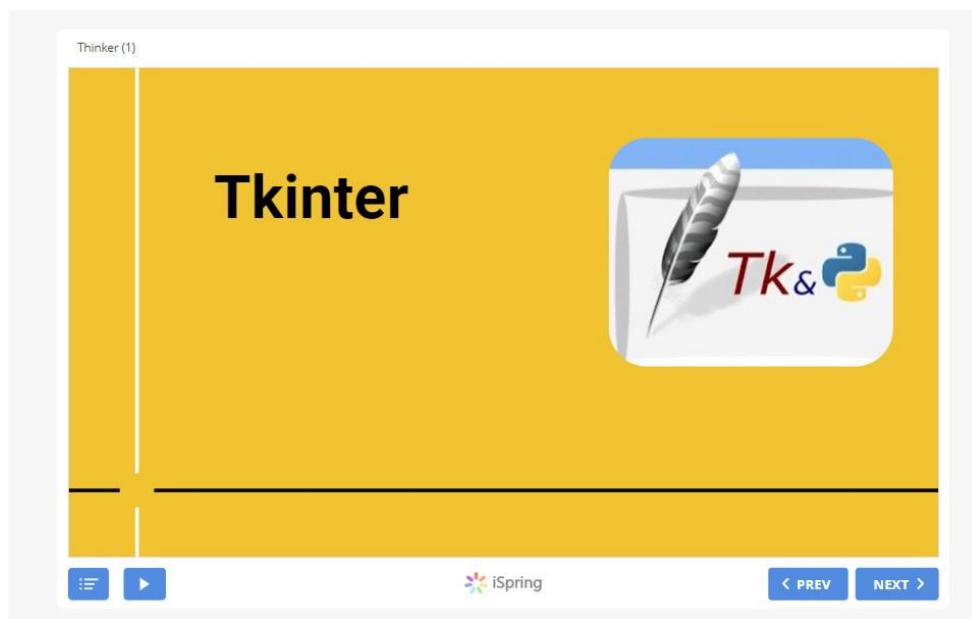 Thinker (1)
Tkinter
Tk &
iSpring
PREV
NEXT